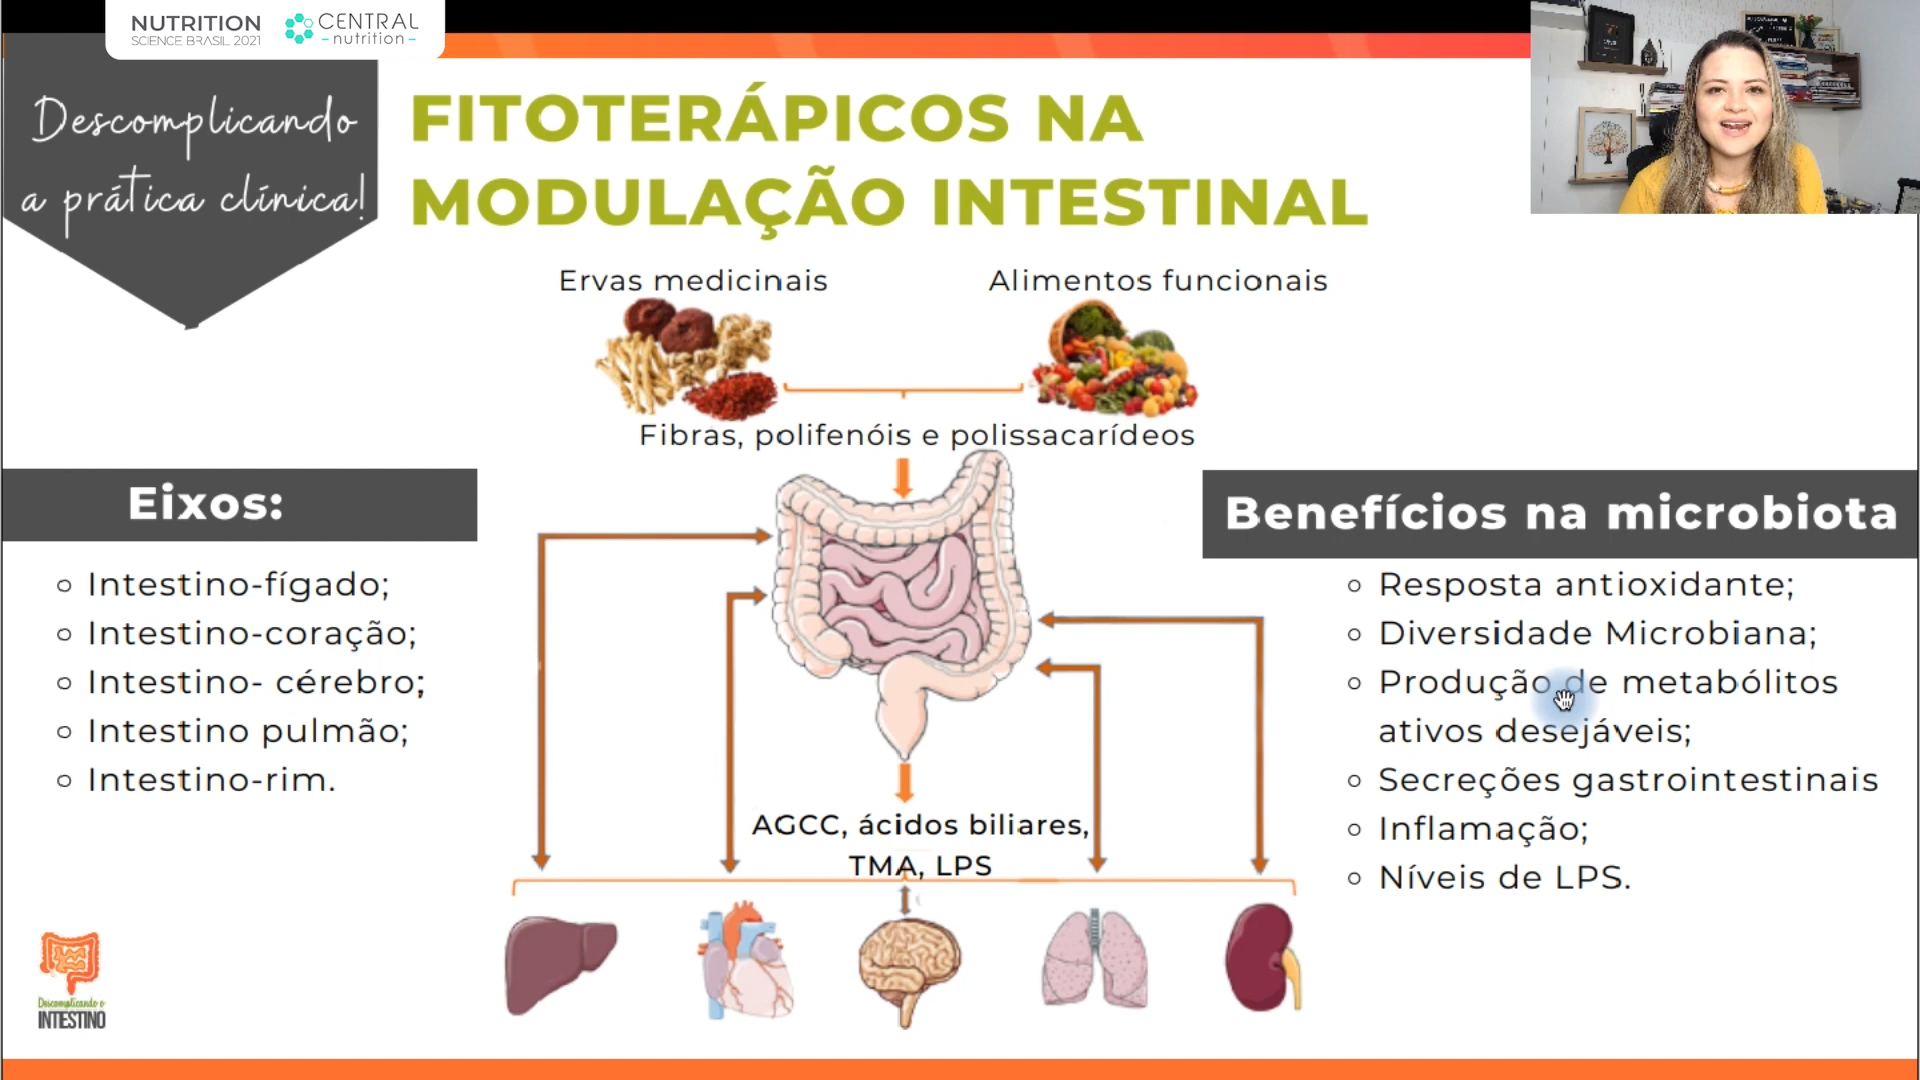 NUTRITION
SCIENCE BRASIL 2021
CENTRAL
nutrition
Descomplicando
a prática clínica!
FITOTERÁPICOS NA
MODULAÇÃO INTESTINAL
Ervas medicinais
Alimentos funcionais
Fibras, polifenóis e polissacarídeos
Eixos:
Intestino-fígado;
Intestino-coração;
Intestino- cérebro;
Intestino pulmão;
Intestino-rim.
AGCC, ácidos biliares,
TMA, LPS
Benefícios na microbiota
Resposta antioxidante;
Diversidade Microbiana;
Produção de metabólitos
ativos desejáveis;
Secreções gastrointestinais
Inflamação;
Níveis de LPS.
Descomplicando o
INTESTINO